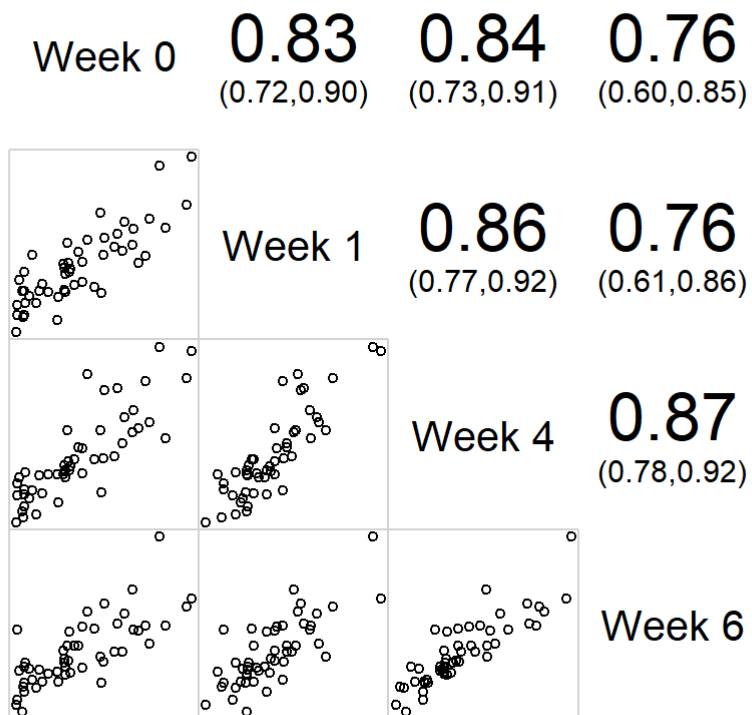 Week 0 0.83 0.84 0.76
(0.72,0.90) (0.73,0.91) (0.60,0.85)
Week 1 0.86 0.76
(0.77,0.92) (0.61,0.86)
Week 4 0.87
(0.78,0.92)
Week 6